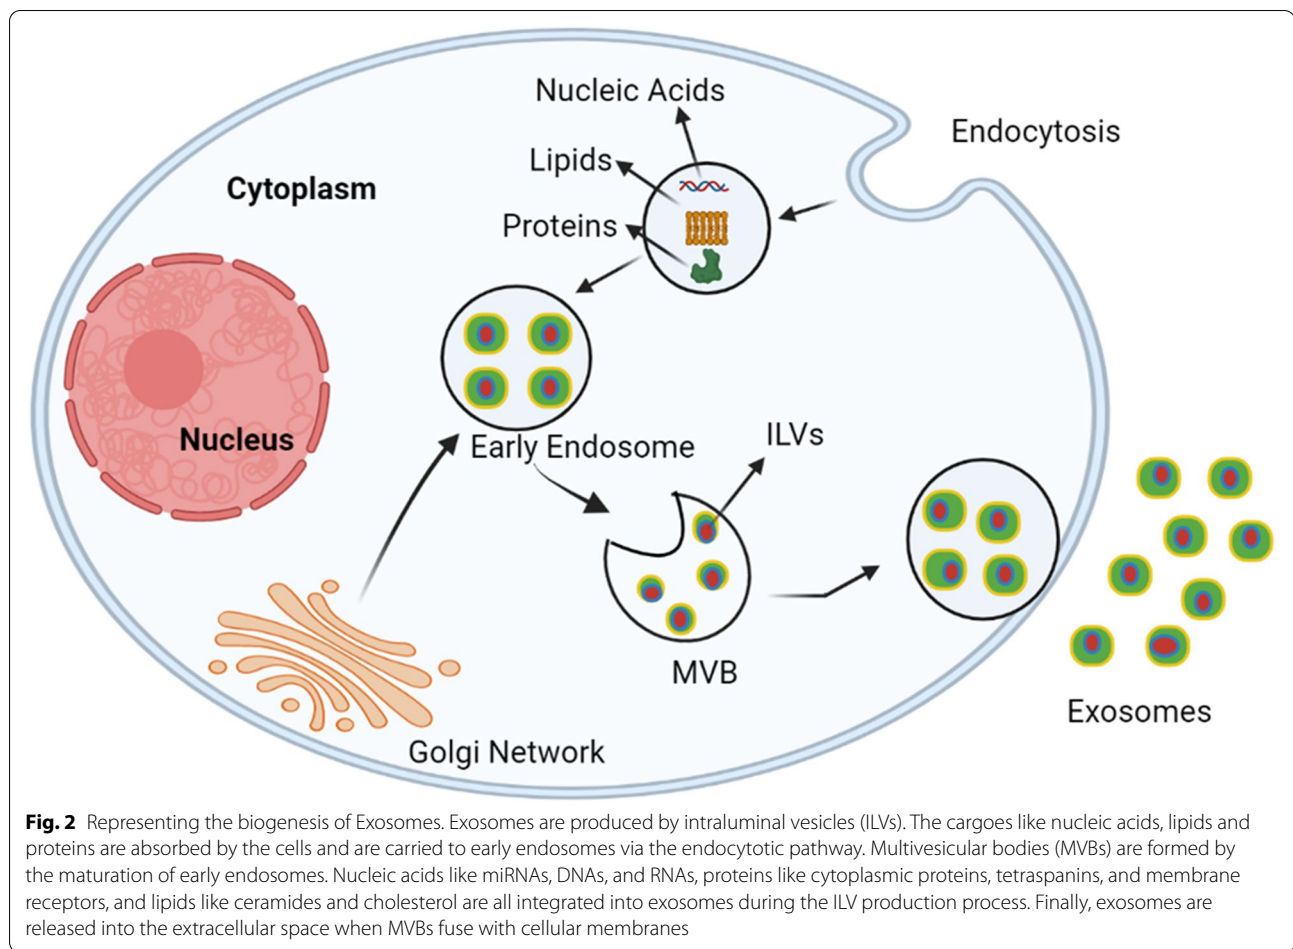 Nucleic Acids
Endocytosis
Lipids
Cytoplasm
Proteins
Nucleus
Early Endosome
ILVs
MVB
Exosomes
Golgi Network
Fig. 2 Representing the biogenesis of Exosomes. Exosomes are produced by intraluminal vesicles (ILVs). The cargoes like nucleic acids, lipids and
proteins are absorbed by the cells and are carried to early endosomes via the endocytotic pathway. Multivesicular bodies (MVBs) are formed by
the maturation of early endosomes. Nucleic acids like miRNAs, DNAs, and RNAs, proteins like cytoplasmic proteins, tetraspanins, and membrane
receptors, and lipids like ceramides and cholesterol are all integrated into exosomes during the ILV production process. Finally, exosomes are
released into the extracellular space when MVBs fuse with cellular membranes